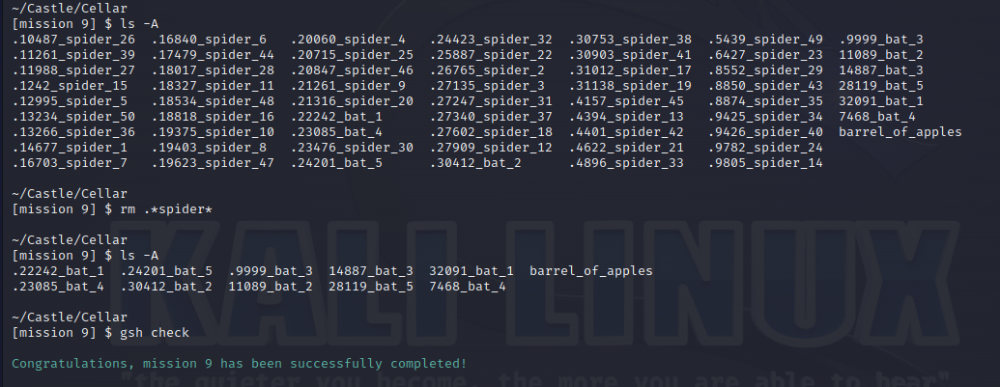 ~/Castle/Cellar
[mission 9] $ ls -A
.10487_spider_26 .16840_spider_6 .20060_spider_4 .24423_spider_32 .30753_spider_38 .5439_spider_49 .9999_bat_3
.11261_spider_39 .17479_spider_44 .20715_spider_25 .25887_spider_22 .30903_spider_41 .6427_spider_23 11089_bat_2
.11988_spider_27 .18017_spider_28 .20847_spider_46 .26765_spider_2 .31012_spider_17 .8552_spider_29 14887_bat_3
.1242_spider_15 .18327_spider_11 .21261_spider_9 .27135_spider_3 .31138_spider_19 .8850_spider_43 28119_bat_5
.12995_spider_5 .18534_spider_48 .21316_spider_20 .27247_spider_31 .4157_spider_45 .8874_spider_35 32091_bat_1
.13234_spider_50 .18818_spider_16 .22242_bat_1 .27340_spider_37 .4394_spider_13 .9425_spider_34 7468_bat_4
.13266_spider_36 .19375_spider_10 .23085_bat_4 .27602_spider_18 .4401_spider_42 .9426_spider_40 barrel_of_apples
.14677_spider_1 .19403_spider_8 .23476_spider_30 .27909_spider_12 .4622_spider_21 .9782_spider_24
.16703_spider_7 .19623_spider_47 .24201_bat_5 .30412_bat_2 .4896_spider_33 .9805_spider_14
~/Castle/Cellar
[mission 9] $ rm .*spider*
~/Castle/Cellar
[mission 9] $ ls -A
.22242_bat_1 .24201_bat_5 .9999_bat_3 14887_bat_3 32091_bat_1 barrel_of_apples
.23085_bat_4 .30412_bat_2 11089_bat_2 28119_bat_5 7468_bat_4
~/Castle/Cellar
[mission 9] $ gsh check
Congratulations, mission 9 has been successfully completed!
KALI LINUX
"the quieter you become, the more you are able to hear"